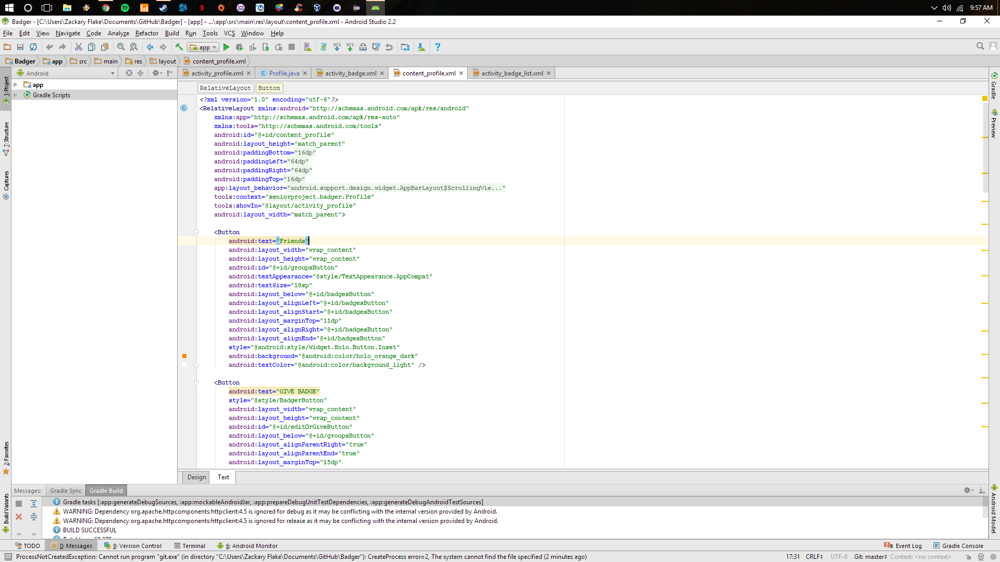 9:57 AM
Badger - [C:\Users\Zackary Flake\Documents\GitHub\Badger] - [app] - ...\app\src\main\res\layout\content_profile.xml - Android Studio 2.2
File Edit View Navigate Code Analyze Refactor Build Run Tools VCS Window Help
app
VCS VCS
Badger app src main res layout content_profile.xml
Android
activity_profile.xml Profile.java activity_badge.xml content_profile.xml activity_badge_list.xml
1: Project
7: Structure
Captures
2: Favorites
Build Variants
app
Gradle Scripts
RelativeLayout Button
<?xml version="1.0" encoding="utf-8"?>
<RelativeLayout xmlns:android="http://schemas.android.com/apk/res/android"
xmlns:app="http://schemas.android.com/apk/res-auto"
xmlns:tools="http://schemas.android.com/tools"
android:id="@+id/content_profile"
android:layout_height="match_parent"
android:paddingBottom="16dp"
android:paddingLeft="64dp"
android:paddingRight="64dp"
android:paddingTop="16dp"
app:layout_behavior="android.support.design.widget.AppBarLayout$ScrollingVie..."
tools:context="seniorproject.badger.Profile"
tools:showIn="@layout/activity_profile"
android:layout_width="match_parent">
<Button
android:text="Friends"
android:layout_width="wrap_content"
android:layout_height="wrap_content"
android:id="@+id/groupsButton"
android:textAppearance="@style/TextAppearance.AppCompat"
android:textSize="18sp"
android:layout_below="@+id/badgesButton"
android:layout_alignLeft="@+id/badgesButton"
android:layout_alignStart="@+id/badgesButton"
android:layout_marginTop="11dp"
android:layout_alignRight="@+id/badgesButton"
android:layout_alignEnd="@+id/badgesButton"
style="@android:style/Widget.Holo.Button.Inset"
android:background="@android:color/holo_orange_dark"
android:textColor="@android:color/background_light" />
<Button
android:text="GIVE BADGE"
style="@style/BadgerButton"
android:layout_width="wrap_content"
android:layout_height="wrap_content"
android:id="@+id/editOrGiveButton"
android:layout_below="@+id/groupsButton"
android:layout_alignParentRight="true"
android:layout_alignParentEnd="true"
android:layout_marginTop="15dp"
Gradle
Preview
Android Model
Design Text
Messages: Gradle Sync Gradle Build
Gradle tasks [:app:generateDebugSources, :app:mockableAndroidJar, :app:prepareDebugUnitTestDependencies, :app:generateDebugAndroidTestSources]
WARNING: Dependency org.apache.httpcomponents:httpclient:4.5 is ignored for debug as it may be conflicting with the internal version provided by Android.
WARNING: Dependency org.apache.httpcomponents:httpclient:4.5 is ignored for release as it may be conflicting with the internal version provided by Android.
BUILD SUCCESSFUL
TODO 0: Messages 9: Version Control Terminal 6: Android Monitor 8 Event Log Gradle Console
ProcessNotCreatedException: Cannot run program "git.exe" (in directory "C:\Users\Zackary Flake\Documents\GitHub\Badger"): CreateProcess error=2, The system cannot find the file specified (2 minutes ago) 17:31 CRLF UTF-8 Git: master Context: <no context>